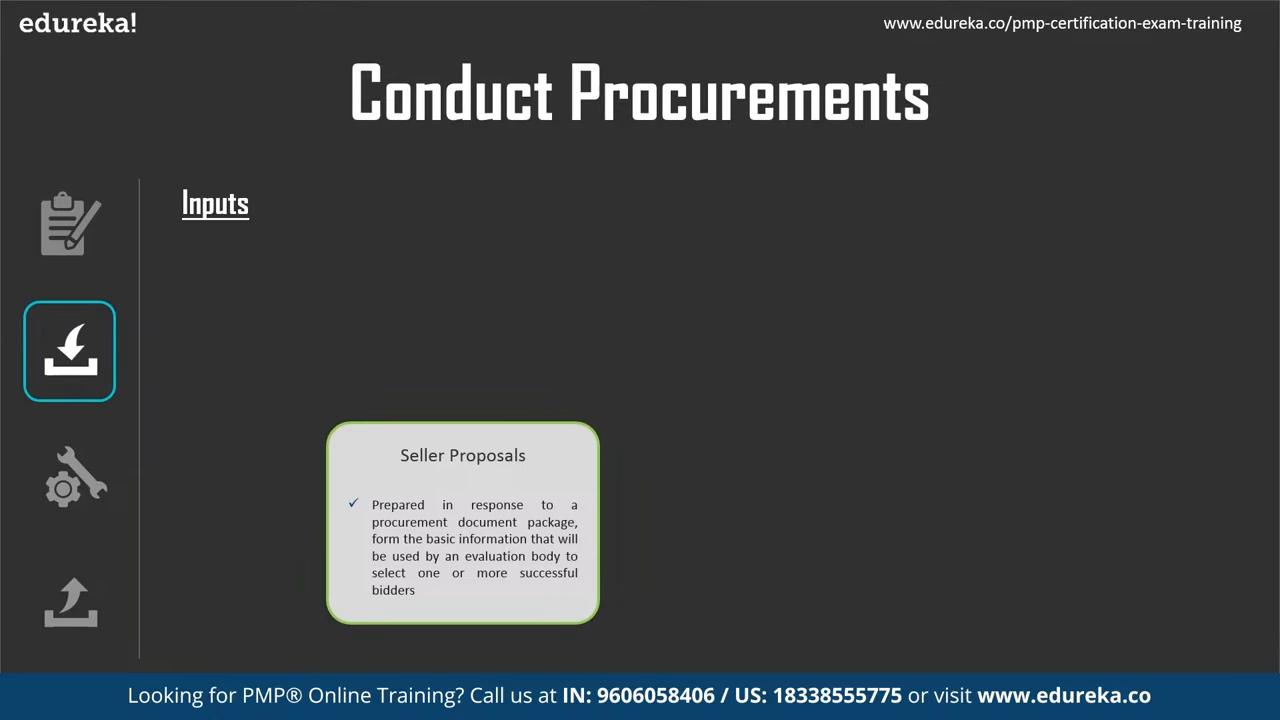 edureka!
www.edureka.co/pmp-certification-exam-training
Conduct Procurements
Inputs
Seller Proposals
✓ Prepared in response to a
procurement document package,
form the basic information that will
be used by an evaluation body to
select one or more successful
bidders
Looking for PMP® Online Training? Call us at IN: 9606058406 / US: 18338555775 or visit www.edureka.co